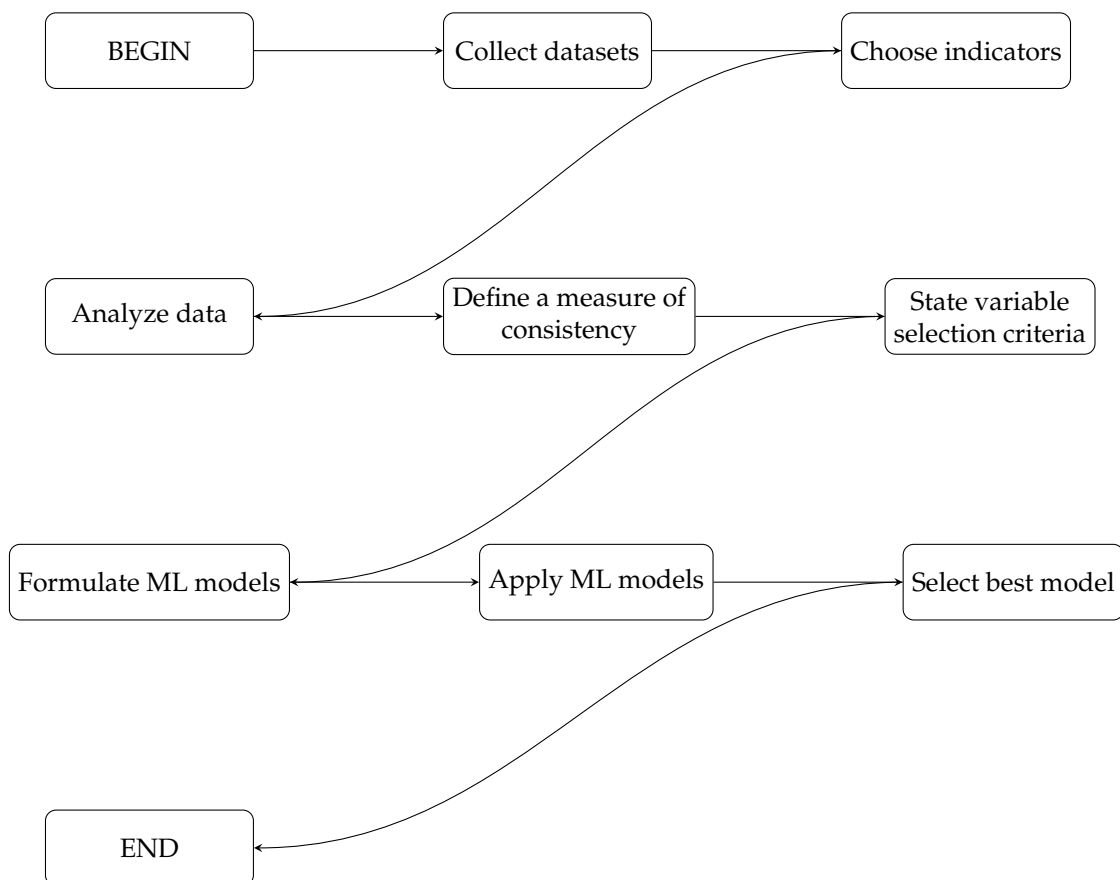 BEGIN
Collect datasets
Choose indicators
Analyze data
Define a measure of
consistency
State variable
selection criteria
Formulate ML models
Apply ML models
Select best model
END